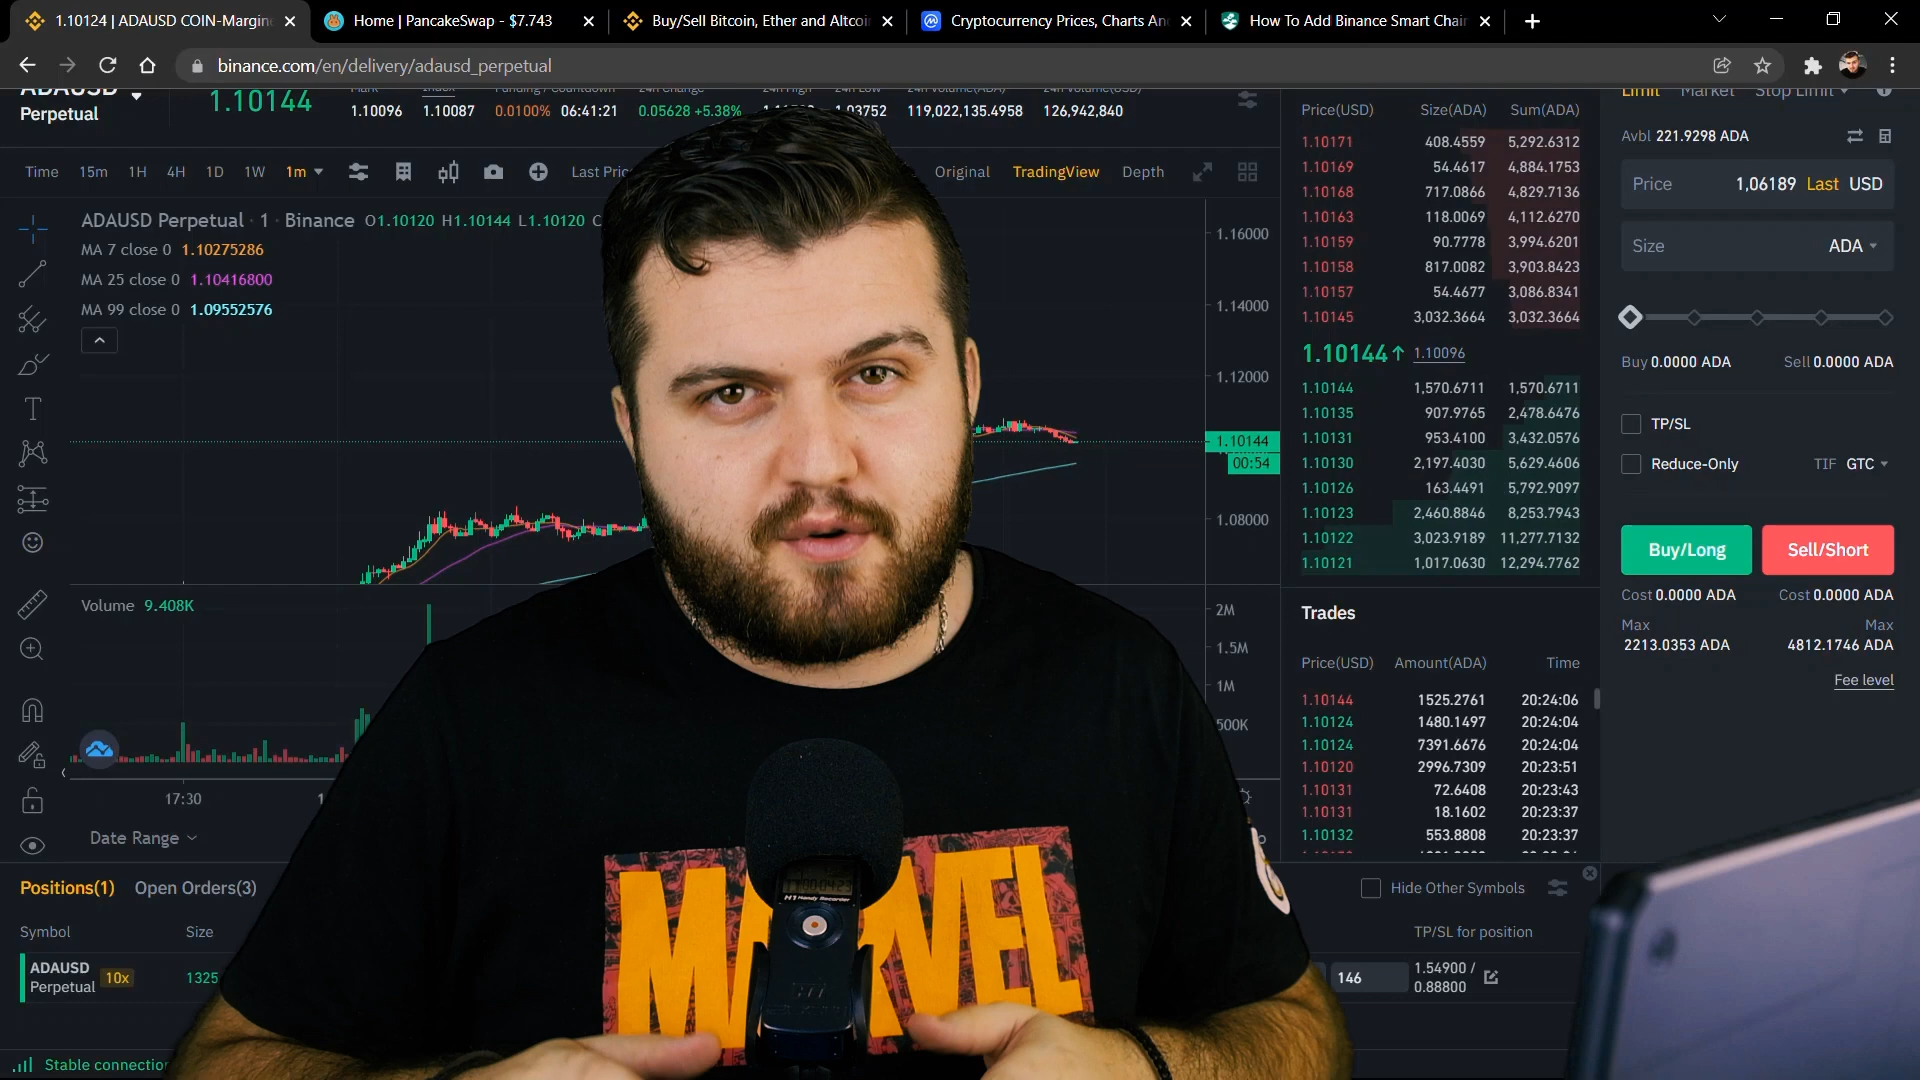 1.10124 | ADAUSD COIN-Margin
Home | PancakeSwap - $7.743
Buy/Sell Bitcoin, Ether and Altcoi
Cryptocurrency Prices, Charts An
How To Add Binance Smart Chai
binance.com/en/delivery/adausd_perpetual
ADAUSD
Perpetual
1.10144
1.10096
1.10087
0.0100% 06:41:21
0.05628 +5.38%
119,022,135.4958
126,942,840
Time 15m 1H 4H 1D 1W 1m
Original TradingView Depth
ADAUSD Perpetual · 1 · Binance O1.10120 H1.10144 L1.10120 C
MA 7 close 0 1.10275286
MA 25 close 0 1.10416800
MA 99 close 0 1.09552576
1.16000
1.14000
1.12000
1.10144
00:54
1.08000
Volume 9.408K
2M
1.5M
1M
500K
17:30
Date Range
Price(USD) Size(ADA) Sum(ADA)
1.10171 408.4559 5,292.6312
1.10169 54.4617 4,884.1753
1.10168 717.0866 4,829.7136
1.10163 118.0069 4,112.6270
1.10159 90.7778 3,994.6201
1.10158 817.0082 3,903.8423
1.10157 54.4677 3,086.8341
1.10145 3,032.3664 3,032.3664
1.10144 1.10096
1.10144 1,570.6711 1,570.6711
1.10135 907.9765 2,478.6476
1.10131 953.4100 3,432.0576
1.10130 2,197.4030 5,629.4606
1.10126 163.4491 5,792.9097
1.10123 2,460.8846 8,253.7943
1.10122 3,023.9189 11,277.7132
1.10121 1,017.0630 12,294.7762
Trades
Price(USD) Amount(ADA) Time
1.10144 1525.2761 20:24:06
1.10124 1480.1497 20:24:04
1.10124 7391.6676 20:24:04
1.10120 2996.7309 20:23:51
1.10131 72.6408 20:23:43
1.10131 18.1602 20:23:37
1.10132 553.8808 20:23:37
Limit Market Stop Limit
Avbl 221.9298 ADA
Price 1,06189 Last USD
Size ADA
Buy 0.0000 ADA Sell 0.0000 ADA
TP/SL
Reduce-Only TIF GTC
Buy/Long Sell/Short
Cost 0.0000 ADA Cost 0.0000 ADA
Max Max
2213.0353 ADA 4812.1746 ADA
Fee level
Positions(1) Open Orders(3)
Hide Other Symbols
Symbol Size
TP/SL for position
ADAUSD
Perpetual
10x
1325
146
1.54900 /
0.88800
Stable connection
MARVEL
H1 Handy Recorder